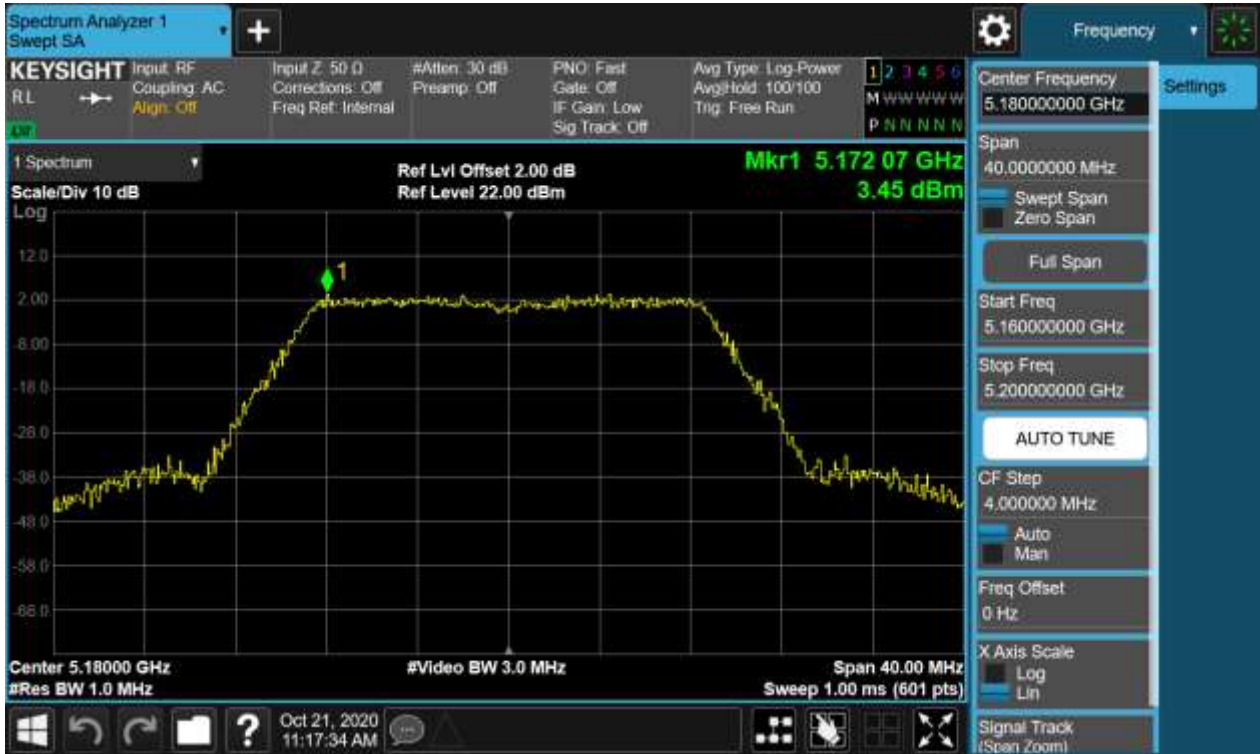 Spectrum Analyzer 1
Swept SA
+
Frequency
KEYSIGHT
RL
Input: RF
Coupling: AC
Align: Off
Input Z: 50 Ω
Corrections: Off
Freq Ref: Internal
#Atten: 30 dB
Preamp: Off
PNO: Fast
Gate: Off
IF Gain: Low
Sig Track: Off
Avg Type: Log-Power
Avg|Hold: 100/100
Trig: Free Run
1 2 3 4 5 6
M W W W W W
P N N N N N
Settings
Center Frequency
5.180000000 GHz
Span
40.0000000 MHz
Swept Span
Zero Span
Full Span
Start Freq
5.160000000 GHz
Stop Freq
5.200000000 GHz
AUTO TUNE
CF Step
4.000000 MHz
Auto
Man
Freq Offset
0 Hz
X Axis Scale
Log
Lin
Signal Track
(Span Zoom)
1 Spectrum
Scale/Div 10 dB
Ref Lvl Offset 2.00 dB
Ref Level 22.00 dBm
Mkr1 5.172 07 GHz
3.45 dBm
Log
1
12.0
2.00
-8.00
-18.0
-28.0
-38.0
-48.0
-58.0
-68.0
Center 5.18000 GHz
#Video BW 3.0 MHz
Span 40.00 MHz
#Res BW 1.0 MHz
Sweep 1.00 ms (601 pts)
?
Oct 21, 2020
11:17:34 AM